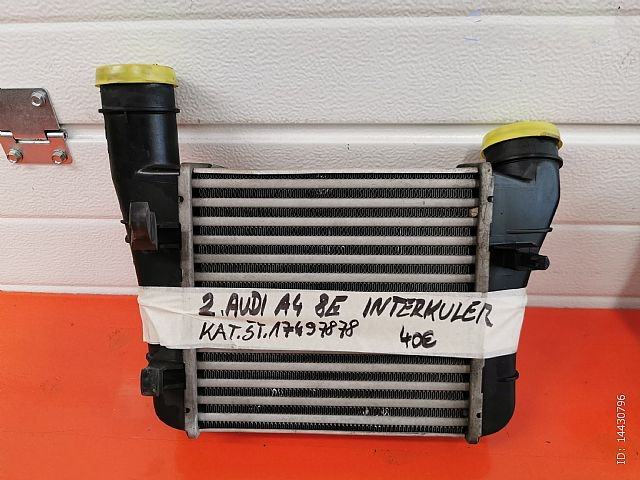 2. AUDI A4 8E INTERKULER
KAT.ŠT.17497878 40€
ID: 14430796